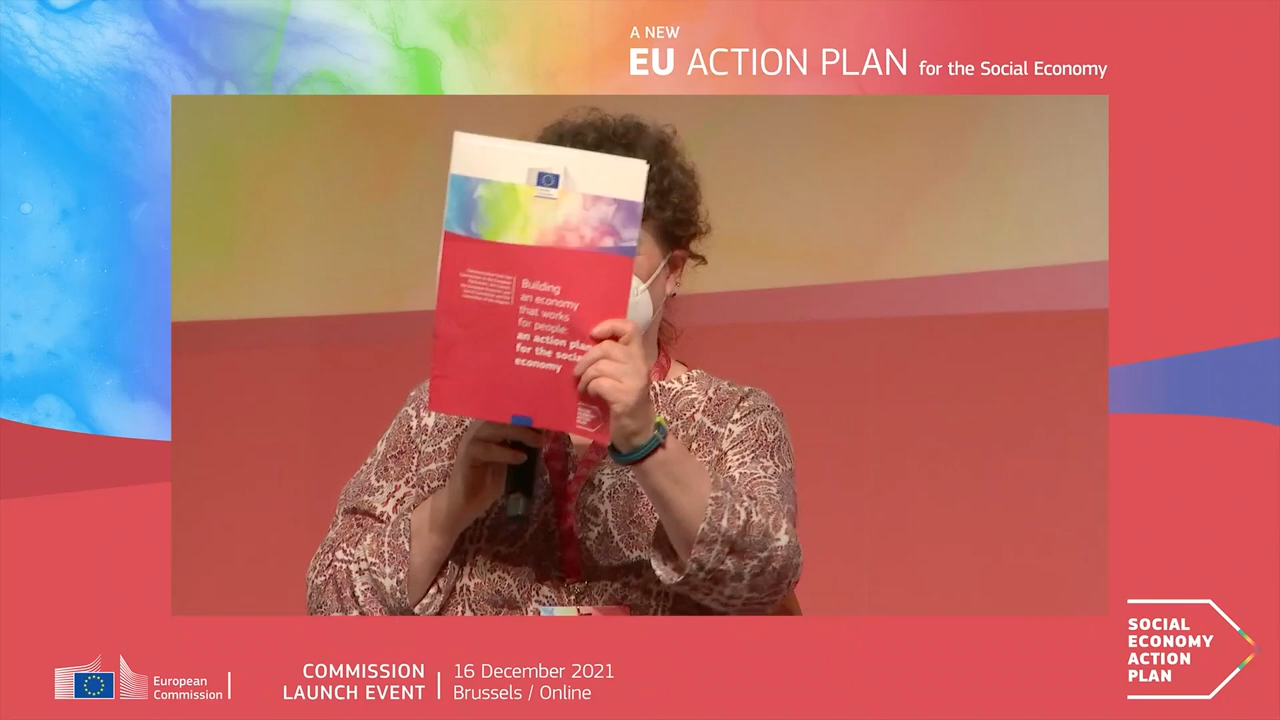 A NEW
EU ACTION PLAN for the Social Economy
Building
an economy
that works
for people:
an action plan
for the social
economy
European
Commission
COMMISSION
LAUNCH EVENT
16 December 2021
Brussels / Online
SOCIAL
ECONOMY
ACTION
PLAN